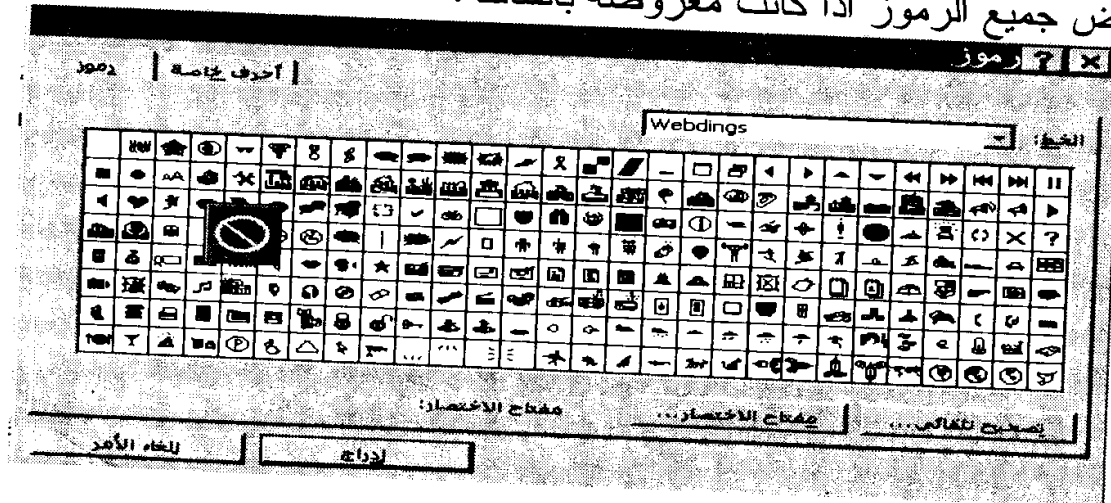 ض جميع الرموز اذا كانت معروضة
رموز
رموز
أحرف خاصة
الخط:
Webdings
تصحيح تلقائي...
مفتاح الاختصار...
مفتاح الاختصار:
إدراج
إلغاء الأمر